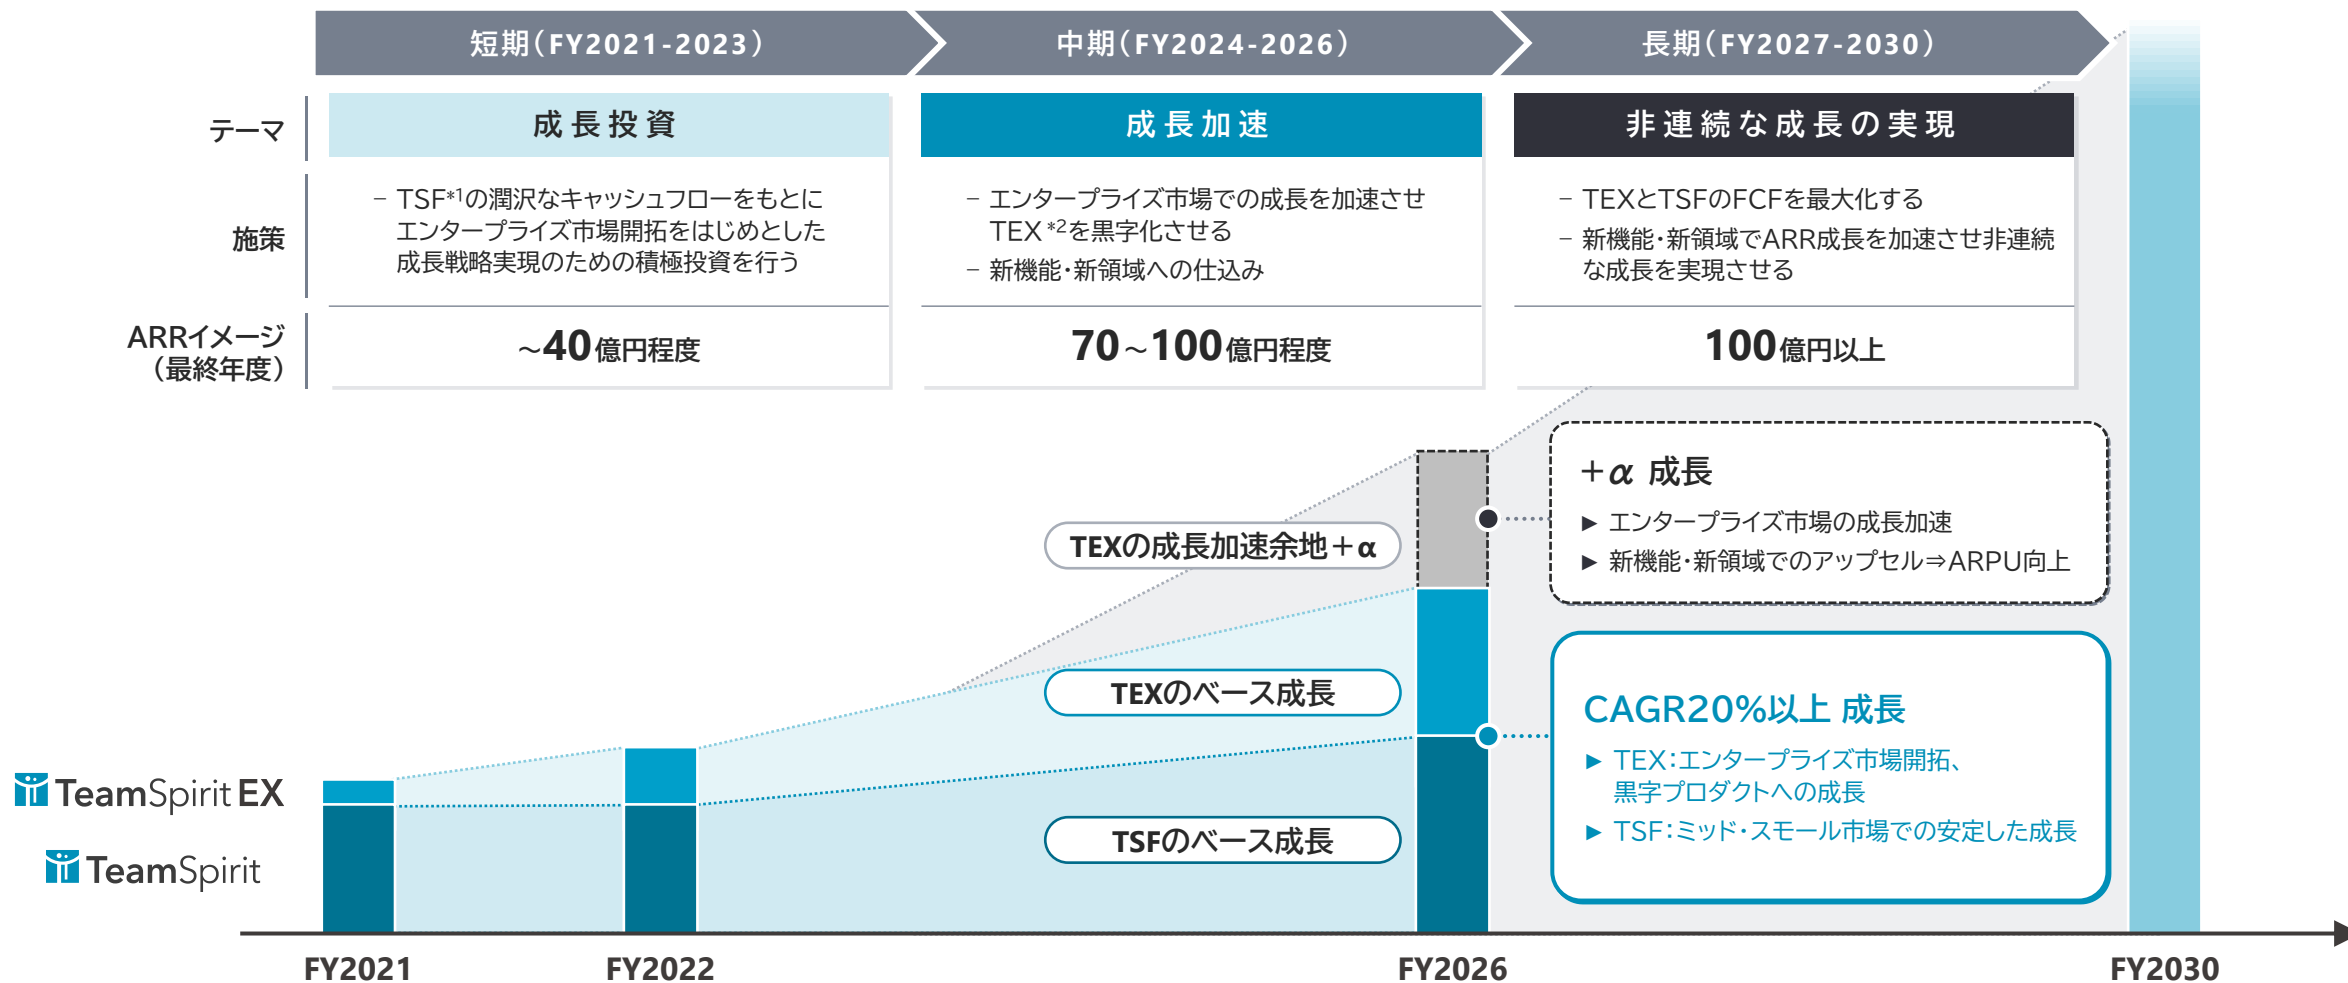 短期（FY2021-2023）
中期（FY2024-2026）
長期（FY2027-2030）
テーマ
成長投資
成長加速
非連続な成長の実現
施策
– TSF*1の潤沢なキャッシュフローをもとに
エンタープライズ市場開拓をはじめとした
成長戦略実現のための積極投資を行う
– エンタープライズ市場での成長を加速させ
TEX*2を黒字化させる
– 新機能・新領域への仕込み
– TEXとTSFのFCFを最大化する
– 新機能・新領域でARR成長を加速させ非連続
な成長を実現させる
ARRイメージ
（最終年度）
～40億円程度
70～100億円程度
100億円以上
+α 成長
► エンタープライズ市場の成長加速
► 新機能・新領域でのアップセル⇒ARPU向上
TEXの成長加速余地+α
TEXのベース成長
CAGR20%以上 成長
► TEX：エンタープライズ市場開拓、
黒字プロダクトへの成長
► TSF：ミッド・スモール市場での安定した成長
TSFのベース成長
TeamSpirit EX
TeamSpirit
FY2021
FY2022
FY2026
FY2030